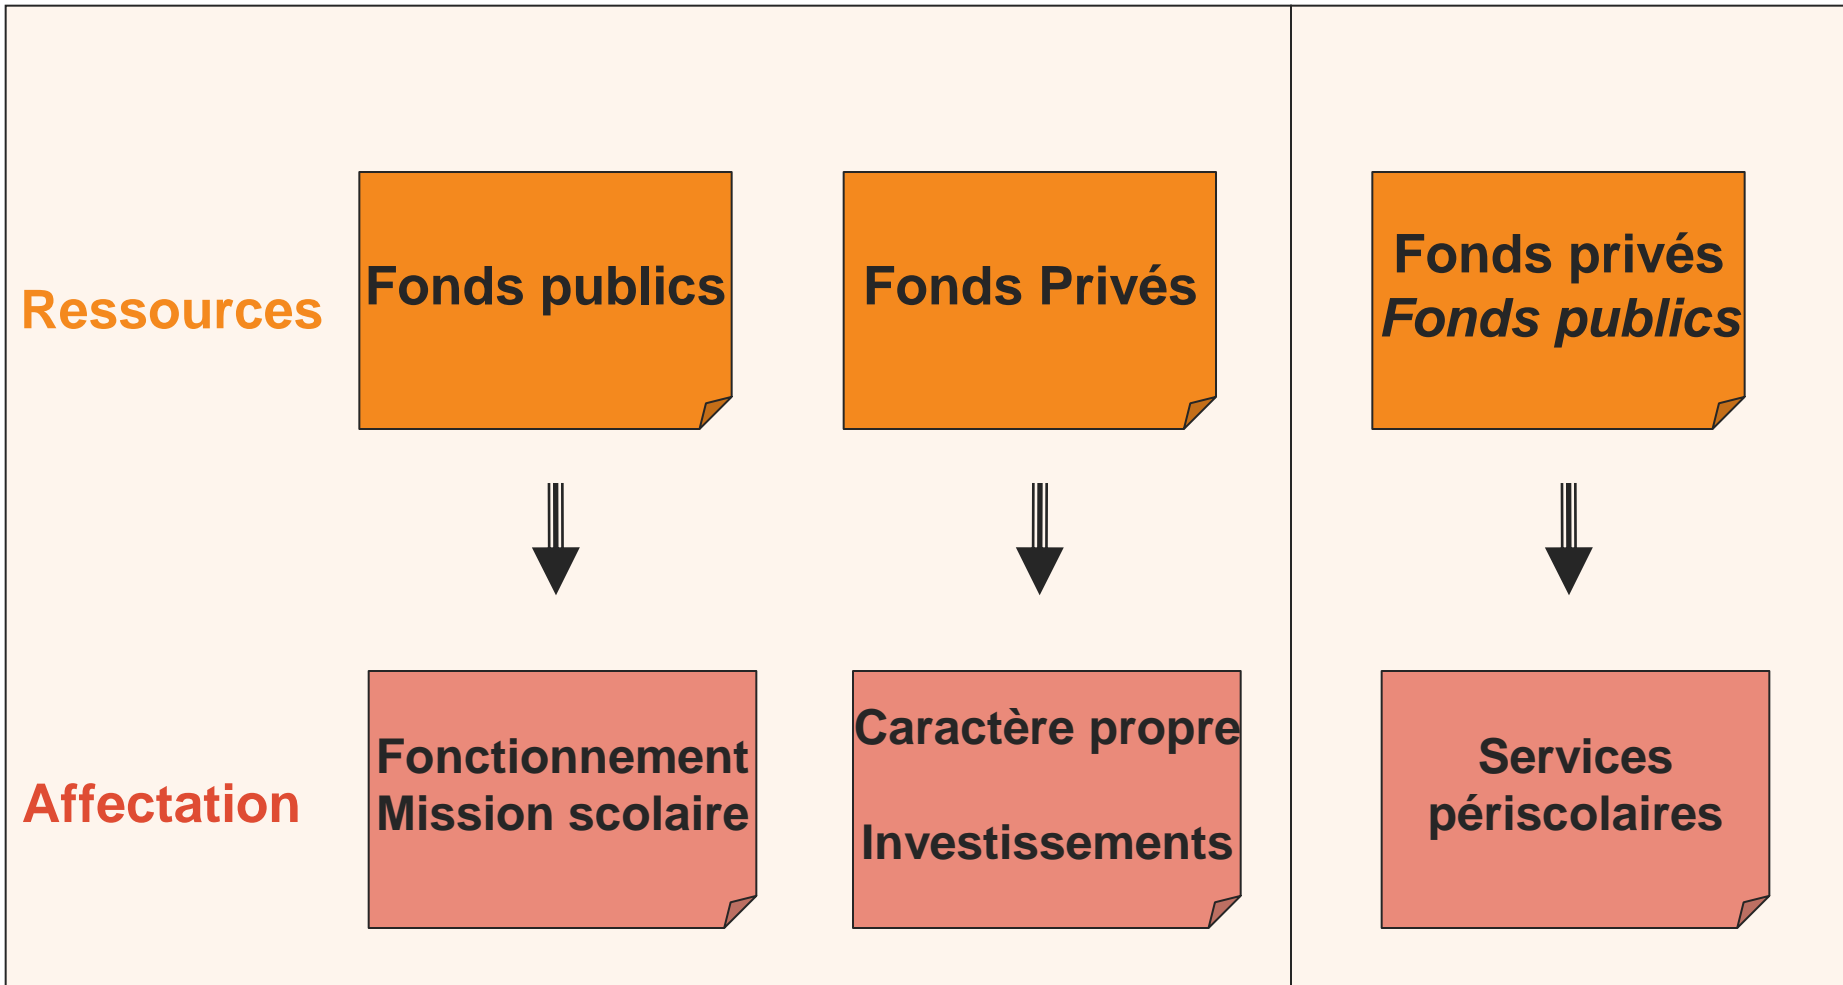 Ressources
Fonds publics
Fonds Privés
Fonds privés
Fonds publics
Affectation
Fonctionnement
Mission scolaire
Caractère propre
Investissements
Services
périscolaires